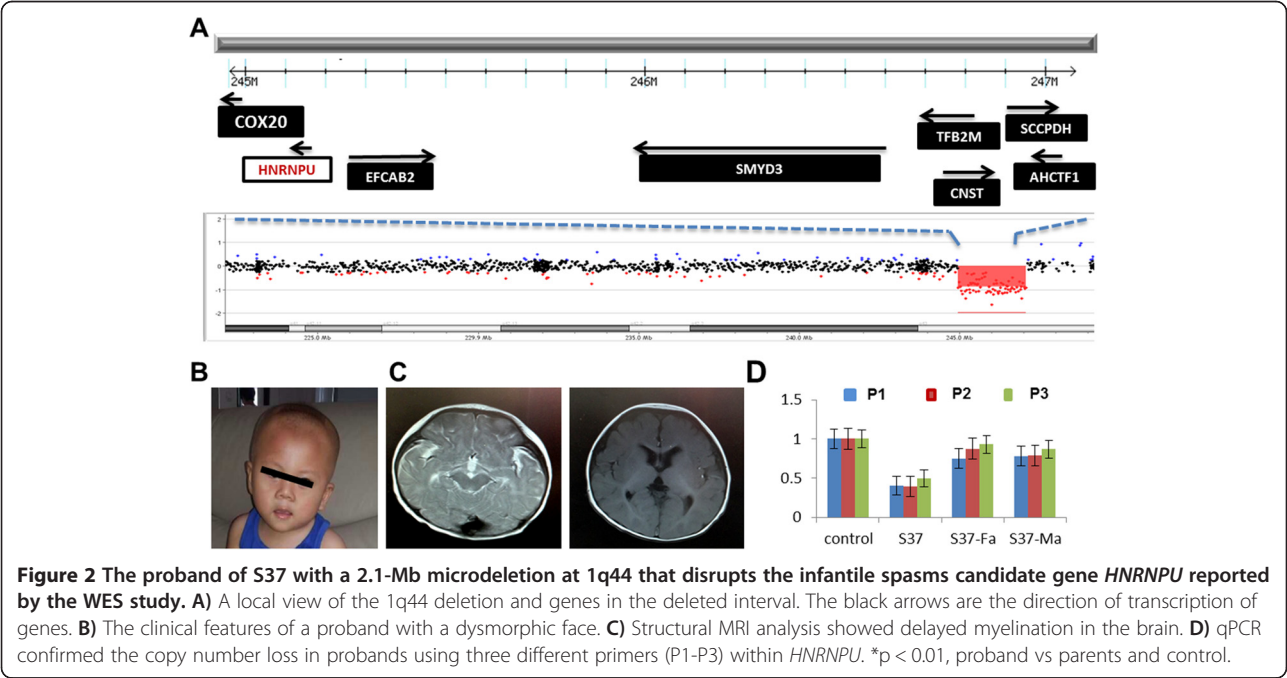 A
245M 246M 247M
COX20 TFB2M SCCPDH
HNRNPU EFCAB2 SMYD3 CNST AHCTF1
2
1
0
-1
-2
225.0 Mb 229.9 Mb 235.0 Mb 240.0 Mb 245.0 Mb
B C D
P1 P2 P3
1.5
1
0.5
0
control S37 S37-Fa S37-Ma
Figure 2 The proband of S37 with a 2.1-Mb microdeletion at 1q44 that disrupts the infantile spasms candidate gene HNRNPU reported
by the WES study. A) A local view of the 1q44 deletion and genes in the deleted interval. The black arrows are the direction of transcription of
genes. B) The clinical features of a proband with a dysmorphic face. C) Structural MRI analysis showed delayed myelination in the brain. D) qPCR
confirmed the copy number loss in probands using three different primers (P1-P3) within HNRNPU. *p < 0.01, proband vs parents and control.